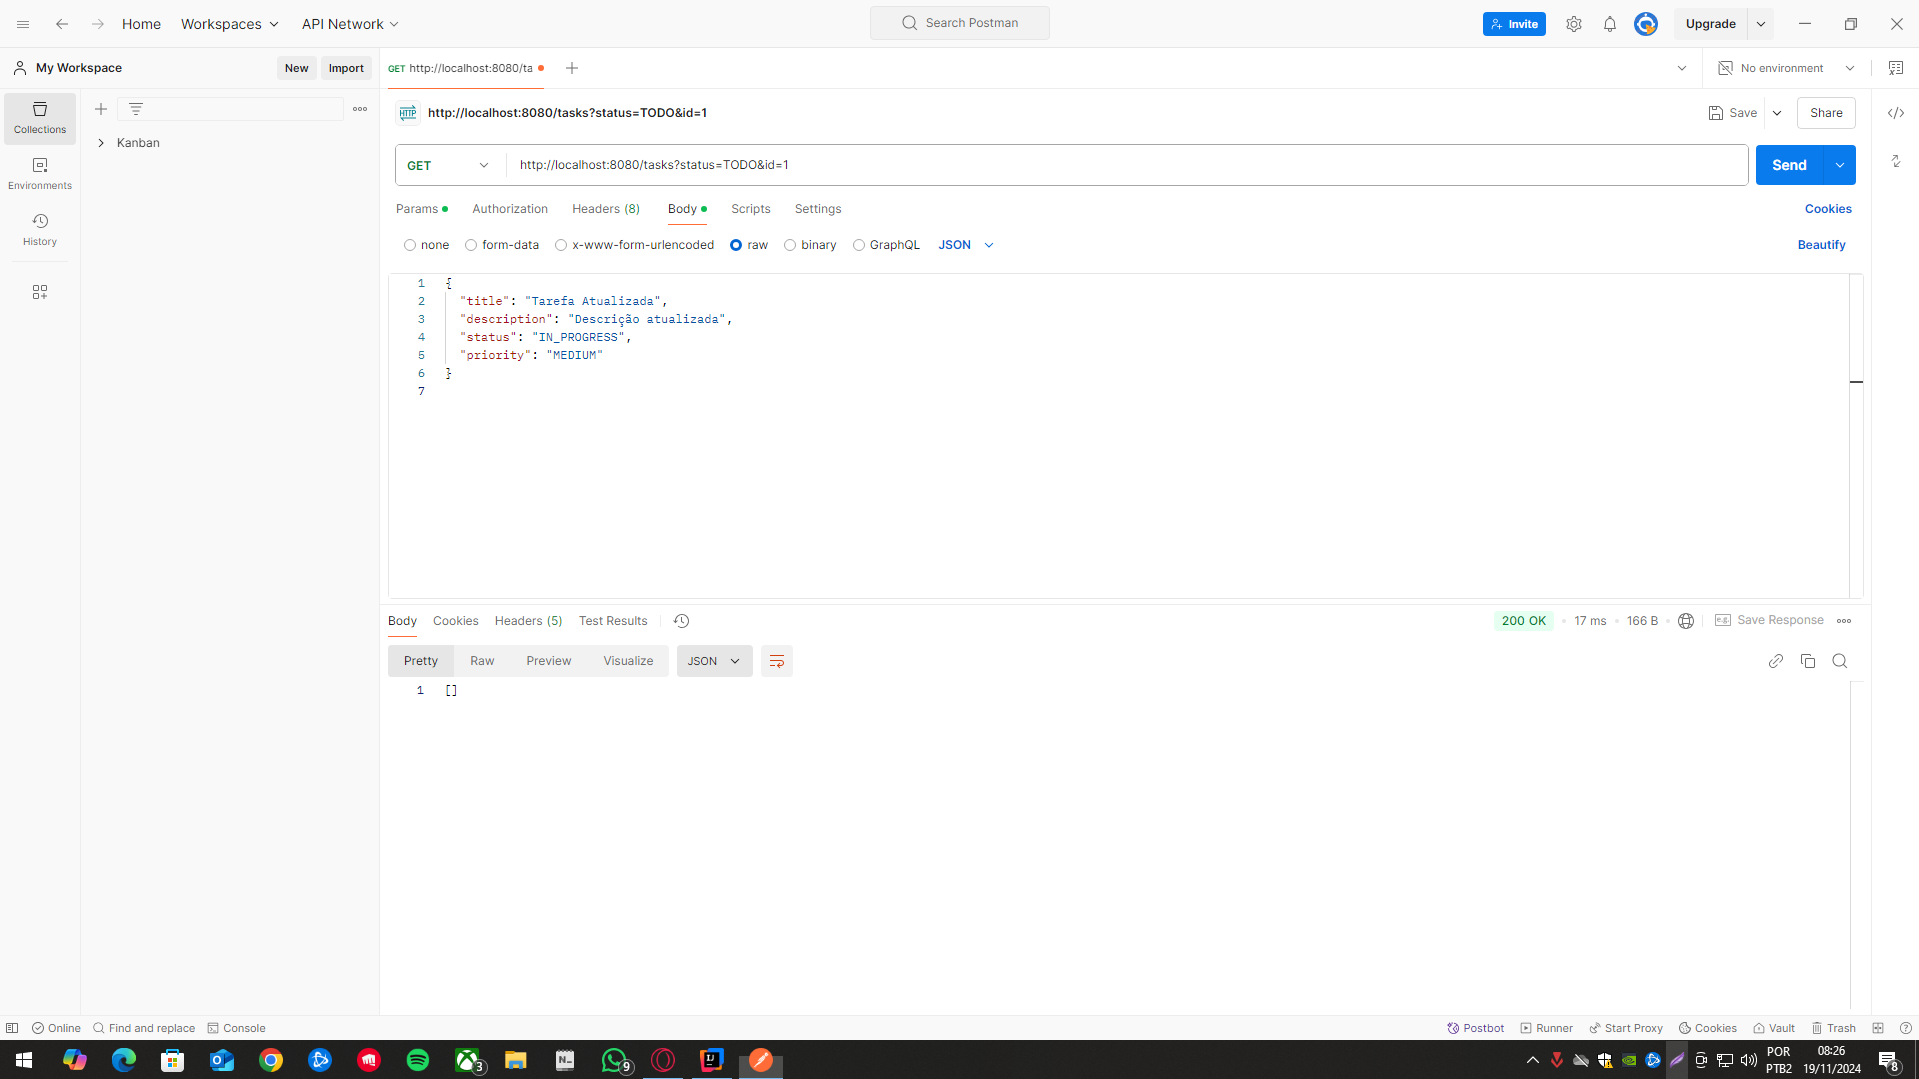 Home
Workspaces
API Network
Search Postman
Invite
Upgrade
My Workspace
New
Import
GET http://localhost:8080/ta
No environment
Collections
Environments
History
Kanban
HTTP http://localhost:8080/tasks?status=TODO&id=1
Save
Share
GET
http://localhost:8080/tasks?status=TODO&id=1
Send
Params
Authorization
Headers (8)
Body
Scripts
Settings
Cookies
none
form-data
x-www-form-urlencoded
raw
binary
GraphQL
JSON
Beautify
1 {
2 "title": "Tarefa Atualizada",
3 "description": "Descrição atualizada",
4 "status": "IN_PROGRESS",
5 "priority": "MEDIUM"
6 }
7
Body
Cookies
Headers (5)
Test Results
200 OK
17 ms
166 B
e.g.
Save Response
Pretty
Raw
Preview
Visualize
JSON
1 []
Online
Find and replace
Console
Postbot
Runner
Start Proxy
Cookies
Vault
Trash
3
N_
9
IJ
POR
PTB2
08:26
19/11/2024
8